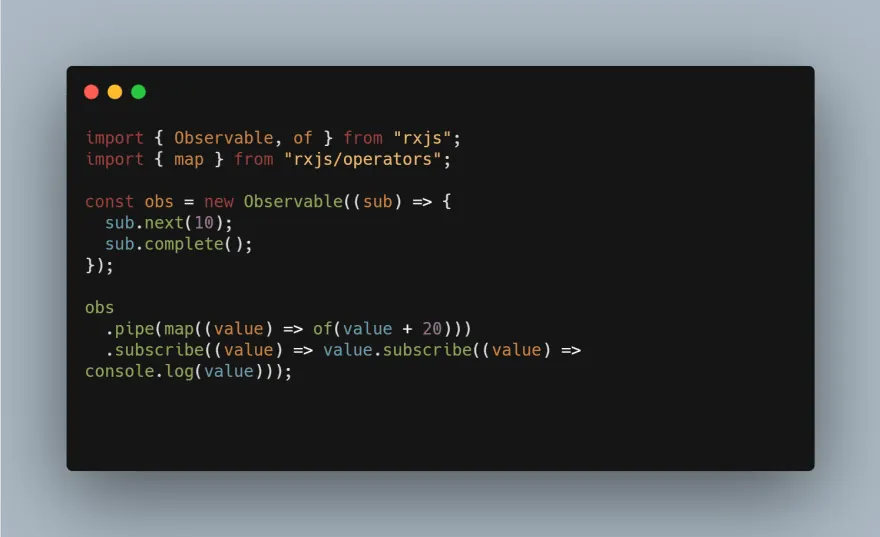 import { Observable, of } from "rxjs";
import { map } from "rxjs/operators";

const obs = new Observable((sub) => {
  sub.next(10);
  sub.complete();
});

obs
  .pipe(map((value) => of(value + 20)))
  .subscribe((value) => value.subscribe((value) =>
console.log(value)));